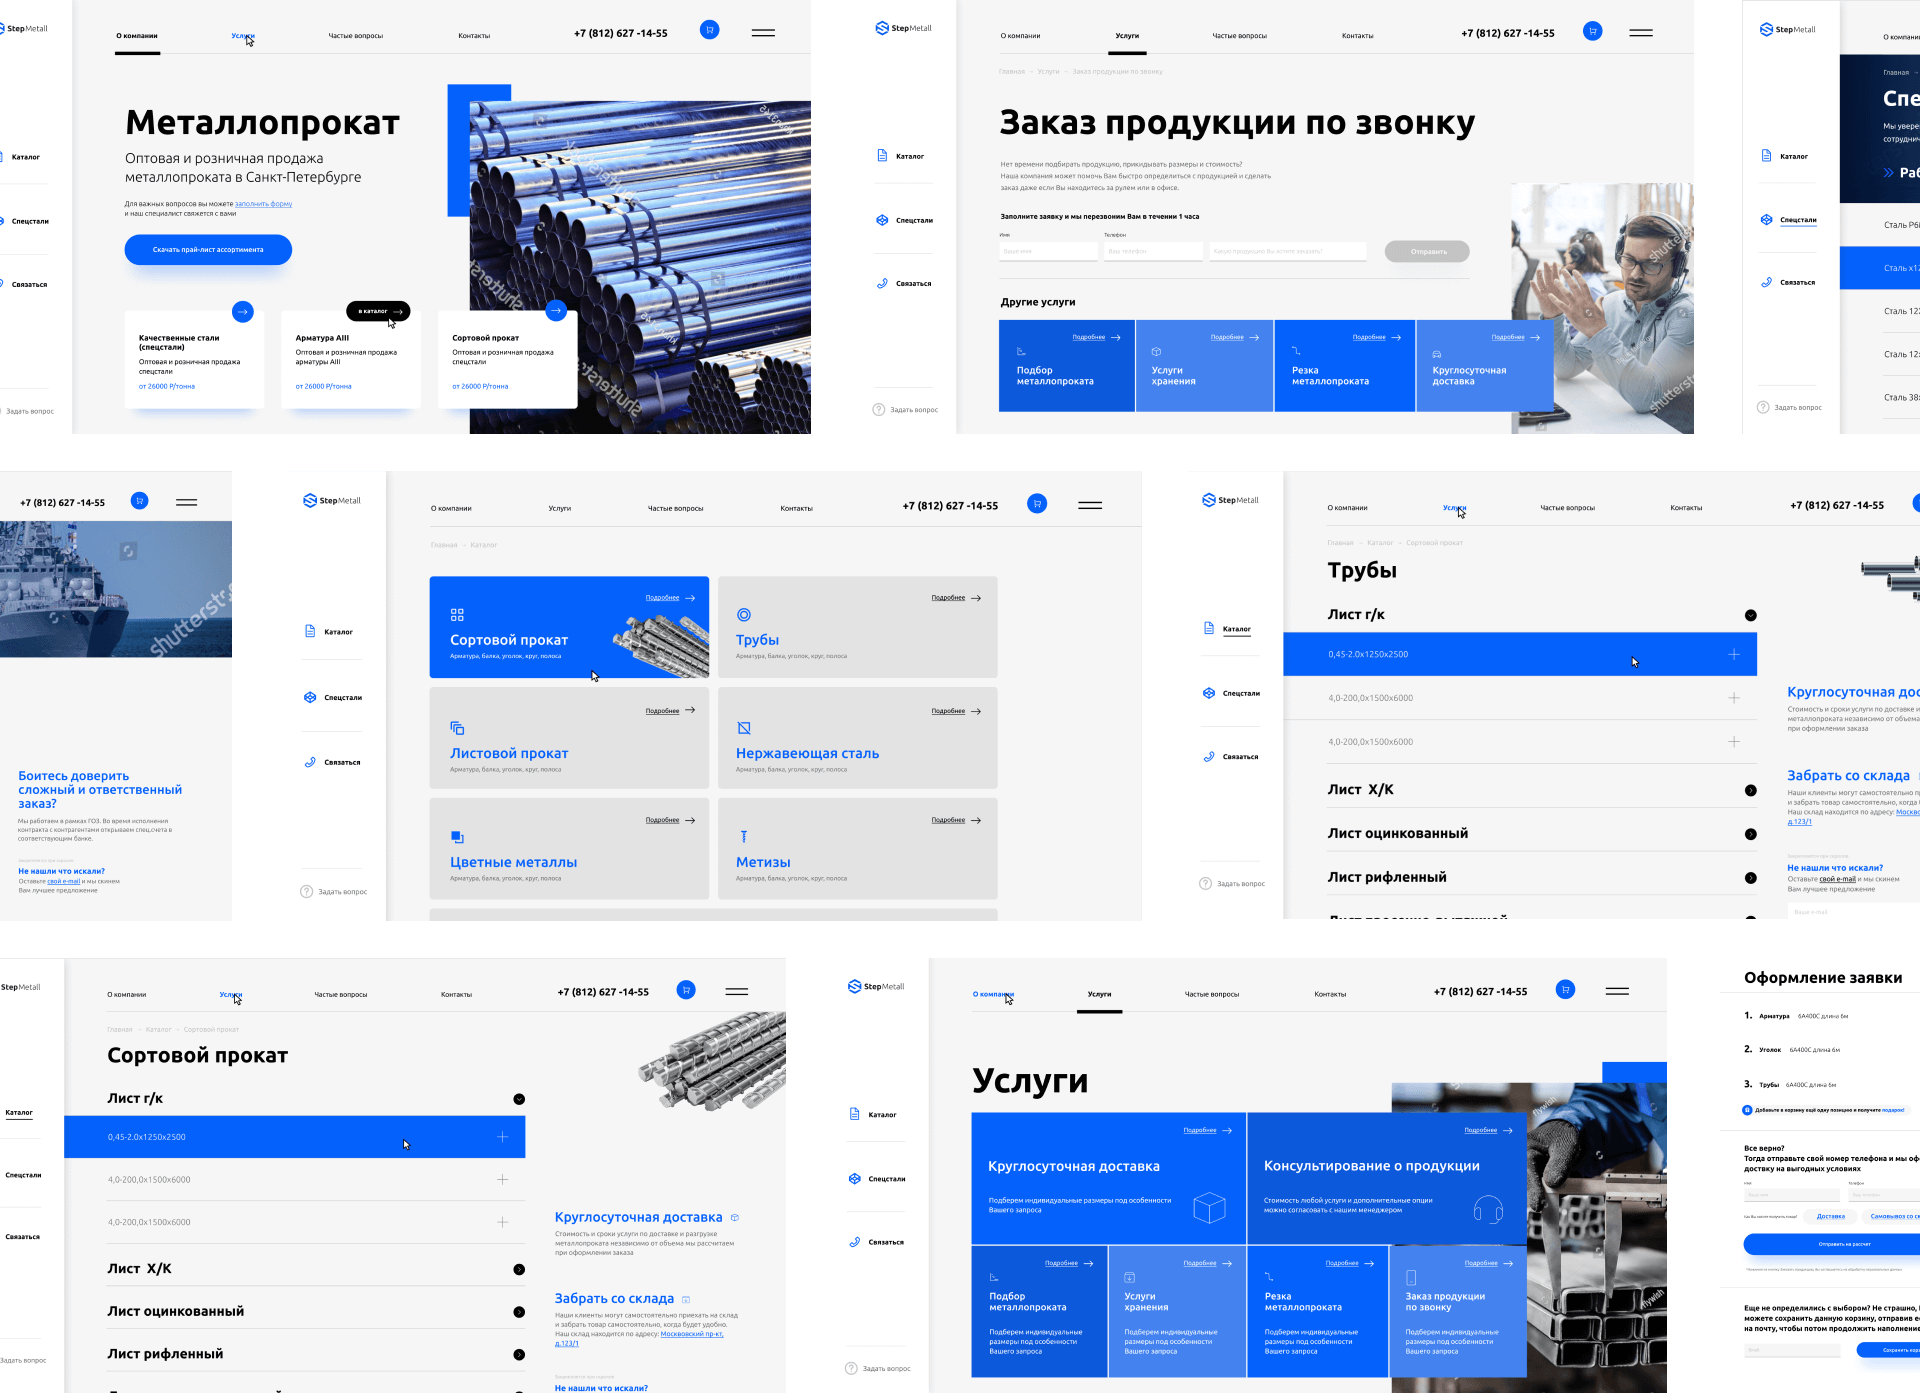 StepMetall
О компании
Услуги
Частые вопросы
Контакты
+7 (812) 627 -14-55
Каталог
Спецстали
Связаться
Задать вопрос
Металлопрокат
Оптовая и розничная продажа
металлопроката в Санкт-Петербурге
Для важных вопросов вы можете заполнить форму
и наш специалист свяжется с вами
Скачать прай-лист ассортимента
Качественные стали
(спецстали)
Оптовая и розничная продажа
спецстали
от 26000 Р/тонна
в каталог
Арматура АIII
Оптовая и розничная продажа
арматуры АIII
от 26000 Р/тонна
Сортовой прокат
Оптовая и розничная продажа
спецстали
от 26000 Р/тонна
shutterstock
StepMetall
О компании
Услуги
Частые вопросы
Контакты
+7 (812) 627 -14-55
Каталог
Спецстали
Связаться
Задать вопрос
Главная → Услуги → Заказ продукции по звонку
Заказ продукции по звонку
Нет времени подбирать продукцию, прикидывать размеры и стоимость?
Наша компания может помочь Вам быстро определиться с продукцией и сделать
заказ даже если Вы находитесь за рулем или в офисе.
Заполните заявку и мы перезвоним Вам в течении 1 часа
Имя
Телефон
Ваше имя
Ваш телефон
Какую продукцию Вы хотите заказать?
Отправить
Другие услуги
Подробнее
Подбор
металлопроката
Подробнее
Услуги
хранения
Подробнее
Резка
металлопроката
Подробнее
Круглосуточная
доставка
StepMetall
О компании
Каталог
Спецстали
Связаться
Задать вопрос
Главная →
Спе
Мы увере
сотруднич
Раб
Сталь Р6
Сталь х12
Сталь 12Х
Сталь 12х
Сталь 38х
+7 (812) 627 -14-55
shutterstock
Боитесь доверить
сложный и ответственный
заказ?
Мы работаем в рамках ГОЗ. Во время исполнения
контракта с контрагентами открываем спец.счета в
соответствующим банке.
Не нашли что искали?
Оставьте свой e-mail и мы скинем
Вам лучшее предложение
StepMetall
О компании
Услуги
Частые вопросы
Контакты
+7 (812) 627 -14-55
Каталог
Спецстали
Связаться
Задать вопрос
Главная → Каталог
Подробнее
Сортовой прокат
Арматура, балка, уголок, круг, полоса
Подробнее
Трубы
Арматура, балка, уголок, круг, полоса
Подробнее
Листовой прокат
Арматура, балка, уголок, круг, полоса
Подробнее
Нержавеющая сталь
Арматура, балка, уголок, круг, полоса
Подробнее
Цветные металлы
Арматура, балка, уголок, круг, полоса
Подробнее
Метизы
Арматура, балка, уголок, круг, полоса
StepMetall
О компании
Услуги
Частые вопросы
Контакты
+7 (812) 627 -14-55
Каталог
Спецстали
Связаться
Задать вопрос
Главная → Каталог → Сортовой прокат
Трубы
Лист г/к
0,45-2.0х1250х2500
4,0-200,0х1500х6000
4,0-200,0х1500х6000
Лист Х/К
Лист оцинкованный
Лист рифленный
Круглосуточная дос
Стоимость и сроки услуги по доставке и
металлопроката независимо от объема
при оформлении заказа
Забрать со склада
Наши клиенты могут самостоятельно п
и забрать товар самостоятельно, когда
Наш склад находится по адресу: Москво
д.123/1
Не нашли что искали?
Оставьте свой e-mail и мы скинем
Вам лучшее предложение
Ваше e-mail
StepMetall
О компании
Услуги
Частые вопросы
Контакты
+7 (812) 627 -14-55
Каталог
Спецстали
Связаться
Задать вопрос
Главная → Каталог → Сортовой прокат
Сортовой прокат
Лист г/к
0,45-2.0х1250х2500
4,0-200,0х1500х6000
4,0-200,0х1500х6000
Лист Х/К
Лист оцинкованный
Лист рифленный
Круглосуточная доставка
Стоимость и сроки услуги по доставке и разгрузке
металлопроката независимо от объема мы рассчитаем
при оформлении заказа
Забрать со склада
Наши клиенты могут самостоятельно приехать на склад
и забрать товар самостоятельно, когда будет удобно.
Наш склад находится по адресу: Москвовский пр-кт,
д.123/1
Не нашли что искали?
StepMetall
О компании
Услуги
Частые вопросы
Контакты
+7 (812) 627 -14-55
Каталог
Спецстали
Связаться
Задать вопрос
Услуги
Подробнее
Круглосуточная доставка
Подберем индивидуальные размеры под особенности
Вашего запроса
Подробнее
Консультирование о продукции
Стоимость любой услуги и дополнительные опции
можно согласовать с нашим менеджером
Подробнее
Подбор
металлопроката
Подберем индивидуальные
размеры под особенности
Вашего запроса
Подробнее
Услуги
хранения
Подберем индивидуальные
размеры под особенности
Вашего запроса
Подробнее
Резка
металлопроката
Подберем индивидуальные
размеры под особенности
Вашего запроса
Подробнее
Заказ продукции
по звонку
Подберем индивидуальные
размеры под особенности
Вашего запроса
flywish
Оформление заявки
1. Арматура 6А400С длина 6м
2. Уголок 6А400С длина 6м
3. Трубы 6А400С длина 6м
Добавьте в корзину ещё одну позицию и получите подарок!
Все верно?
Тогда отправьте свой номер телефона и мы оф
доствку на выгодных условиях
Имя
Телефон
Доставка
Самовывоз со ск
Отправить на рассчет
Еще не определились с выбором? Не страшно,
можете сохранить данную корзину, отправив е
на почту, чтобы потом продолжить наполнение
Email
Сохранить корз